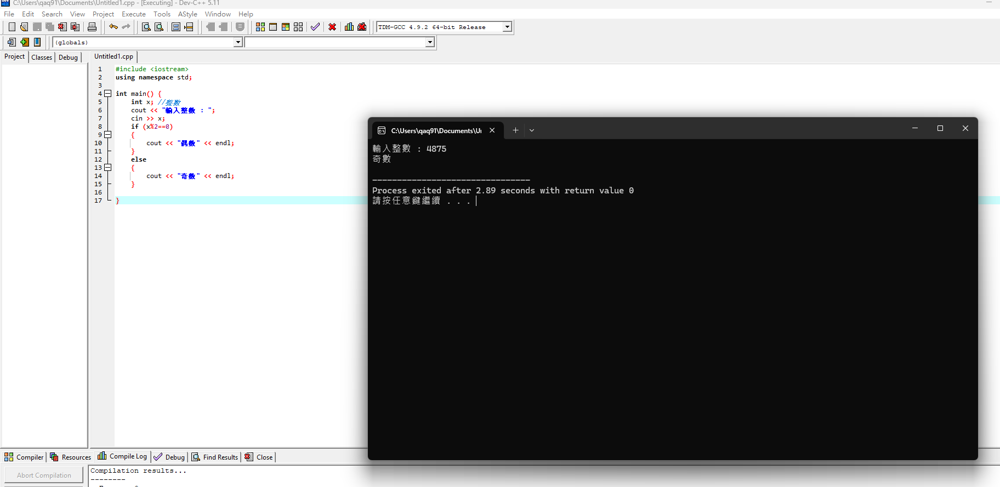 C:\Users\qaq91\Documents\Untitled1.cpp - [Executing] - Dev-C++ 5.11
File Edit Search View Project Execute Tools AStyle Window Help
TDM-GCC 4.9.2 64-bit Release
(globals)
Project Classes Debug Untitled1.cpp
1 #include <iostream>
2 using namespace std;
3
4 int main() {
5 int x; //整數
6 cout << "輸入整數 : ";
7 cin >> x;
8 if (x%2==0)
9 {
10 cout << "偶數" << endl;
11 }
12 else
13 {
14 cout << "奇數" << endl;
15 }
16
17 }
C:\Users\qaq91\Documents\Ui
輸入整數 : 4875
奇數
--------------------------------
Process exited after 2.89 seconds with return value 0
請按任意鍵繼續 . . .
Compiler Resources Compile Log Debug Find Results Close
Abort Compilation
Compilation results...
--------